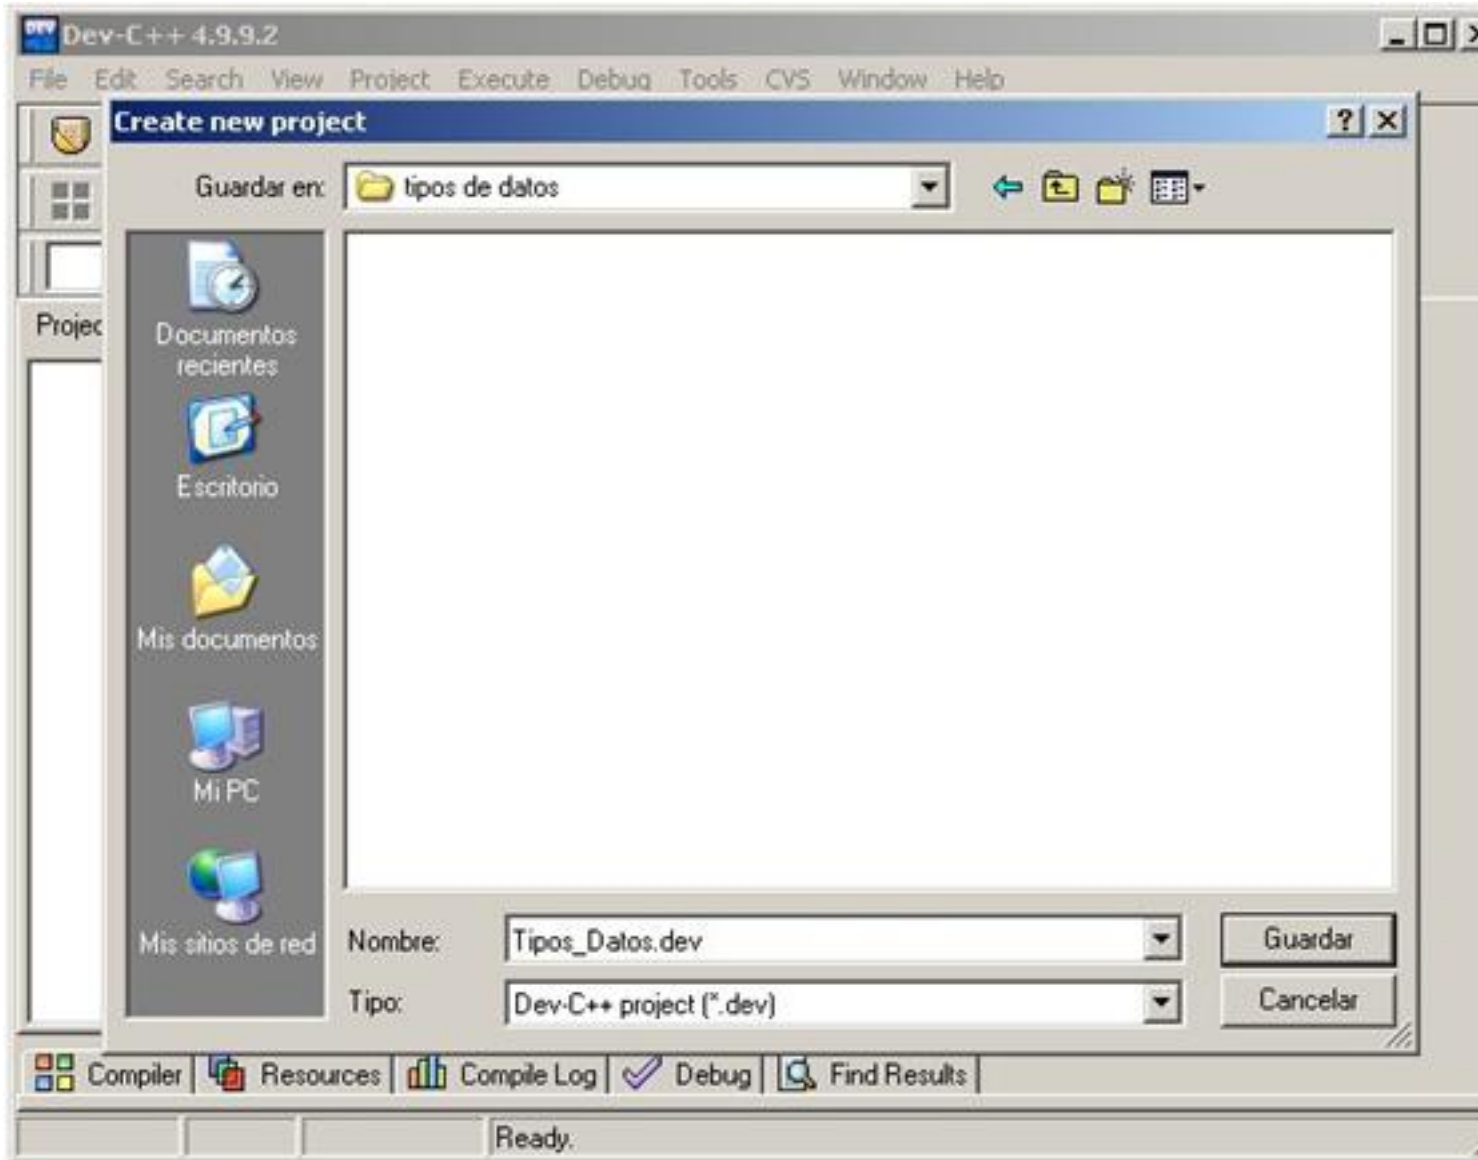 DEV Dev-C++ 4.9.9.2
File Edit Search View Project Execute Debug Tools CVS Window Help
Create new project
Guardar en: tipos de datos
Projec
Documentos
recientes
Escritorio
Mis documentos
Mi PC
Mis sitios de red
Nombre: Tipos_Datos.dev Guardar
Tipo: Dev-C++ project (*.dev) Cancelar
Compiler Resources Compile Log Debug Find Results
Ready.